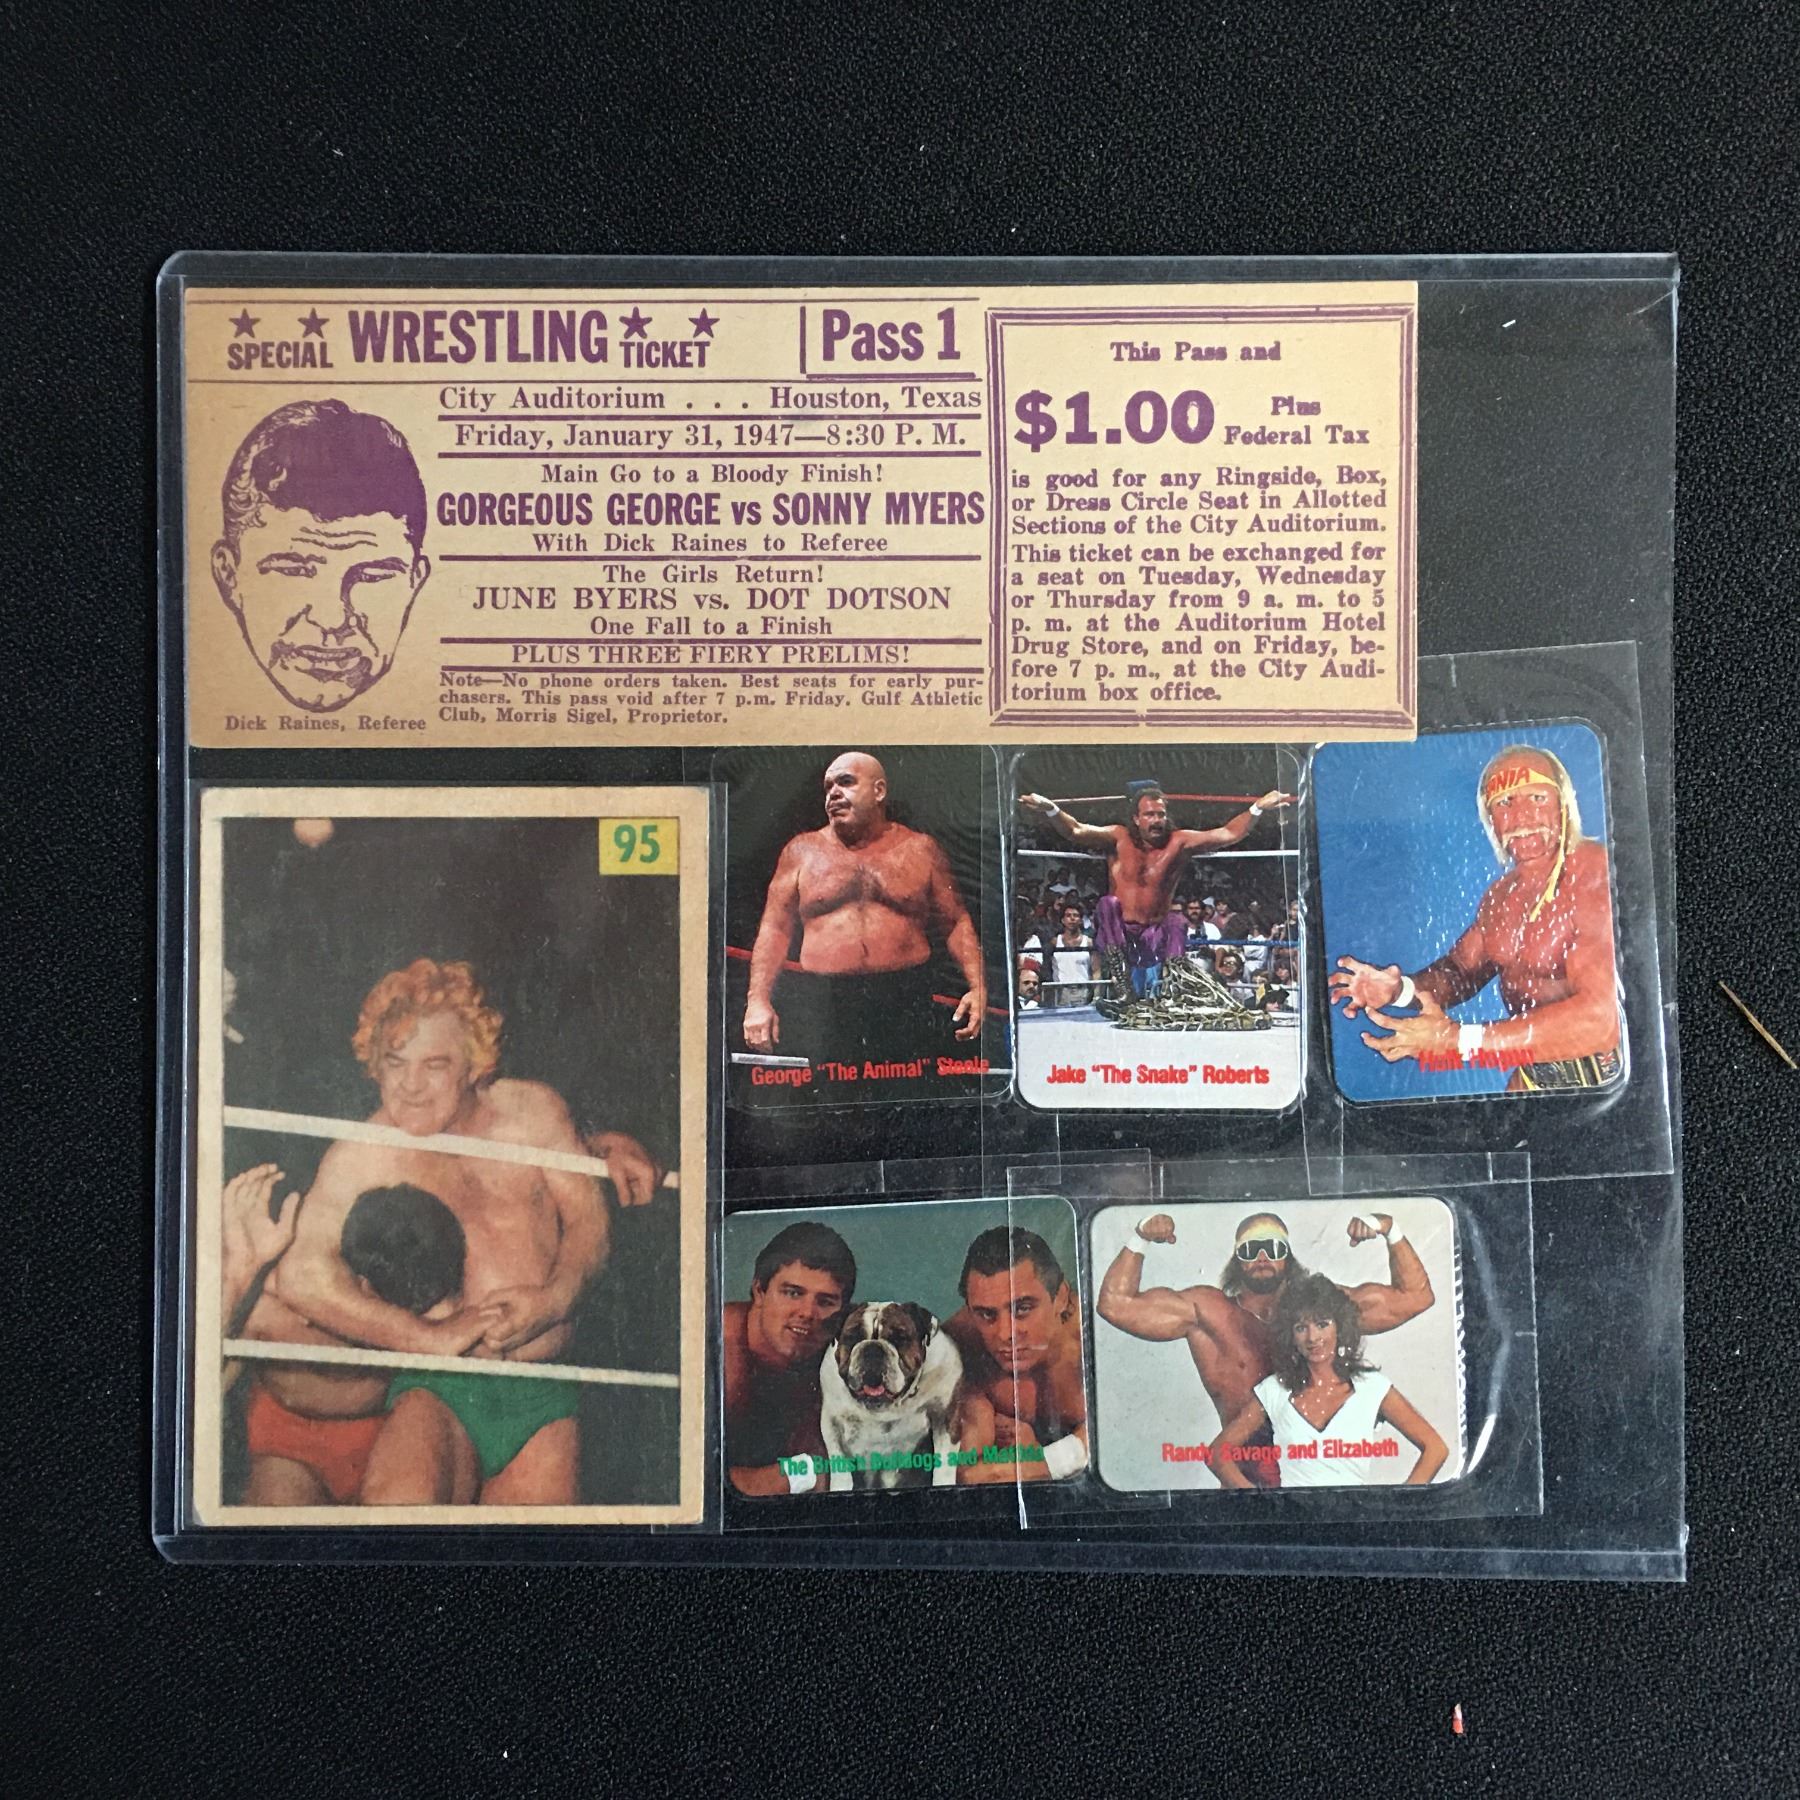 SPECIAL WRESTLING TICKET
Pass 1
City Auditorium . . . Houston, Texas
Friday, January 31, 1947—8:30 P. M.
Main Go to a Bloody Finish!
GORGEOUS GEORGE vs SONNY MYERS
With Dick Raines to Referee
The Girls Return!
JUNE BYERS vs. DOT DOTSON
One Fall to a Finish
PLUS THREE FIERY PRELIMS!
Note—No phone orders taken. Best seats for early pur-
chasers. This pass void after 7 p.m. Friday. Gulf Athletic
Club, Morris Sigel, Proprietor.
Dick Raines, Referee
This Pass and
$1.00 Plus
Federal Tax
is good for any Ringside, Box,
or Dress Circle Seat in Allotted
Sections of the City Auditorium.
This ticket can be exchanged for
a seat on Tuesday, Wednesday
or Thursday from 9 a. m. to 5
p. m. at the Auditorium Hotel
Drug Store, and on Friday, be-
fore 7 p. m., at the City Audi-
torium box office.
95
George "The Animal" Steele
Jake "The Snake" Roberts
ANIA
Hulk Hogan
The British Bulldogs and Matilda
Randy Savage and Elizabeth